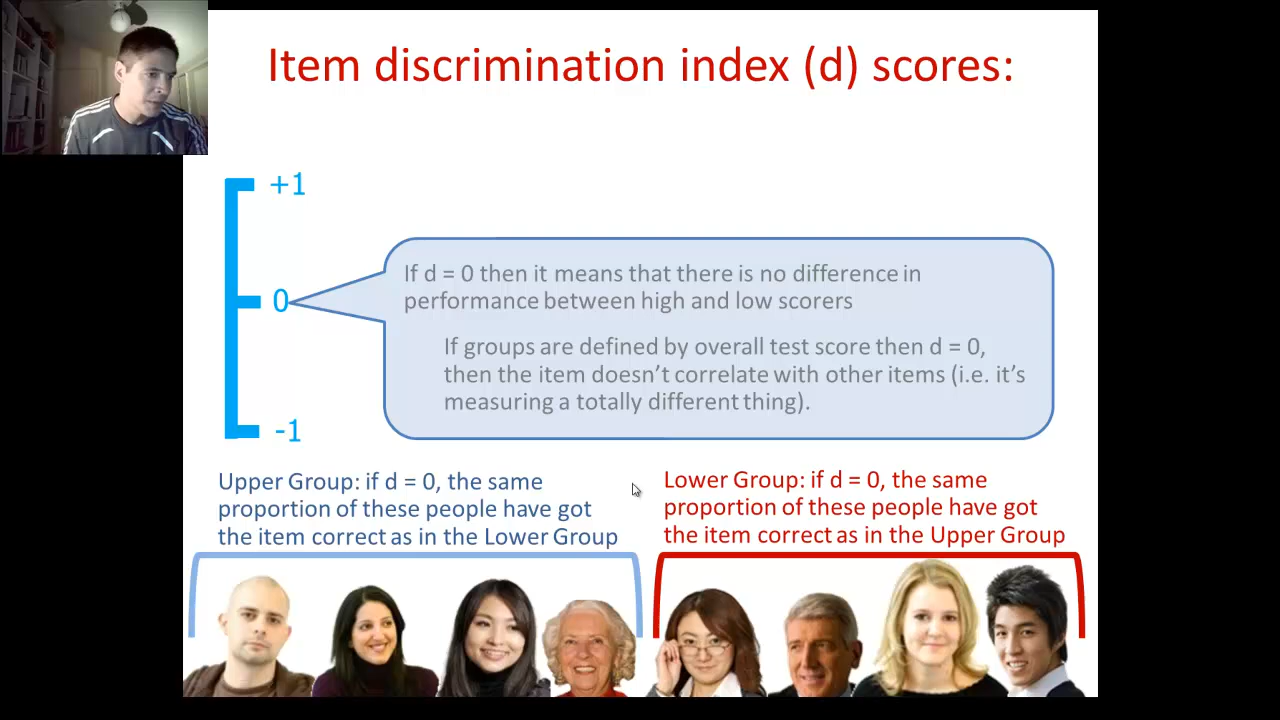 Item discrimination index (d) scores:
+1
0
-1
If d = 0 then it means that there is no difference in
performance between high and low scorers
If groups are defined by overall test score then d = 0,
then the item doesn't correlate with other items (i.e. it's
measuring a totally different thing).
Upper Group: if d = 0, the same
proportion of these people have got
the item correct as in the Lower Group
Lower Group: if d = 0, the same
proportion of these people have got
the item correct as in the Upper Group